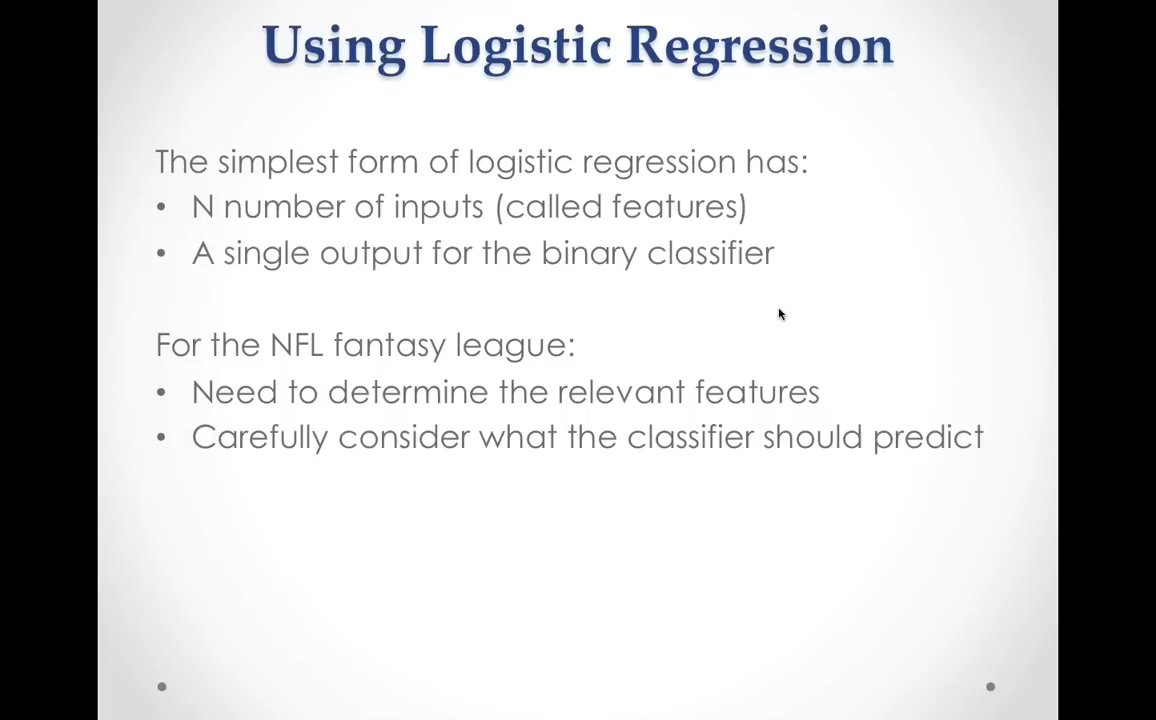 Using Logistic Regression
The simplest form of logistic regression has:
• N number of inputs (called features)
• A single output for the binary classifier
For the NFL fantasy league:
• Need to determine the relevant features
• Carefully consider what the classifier should predict